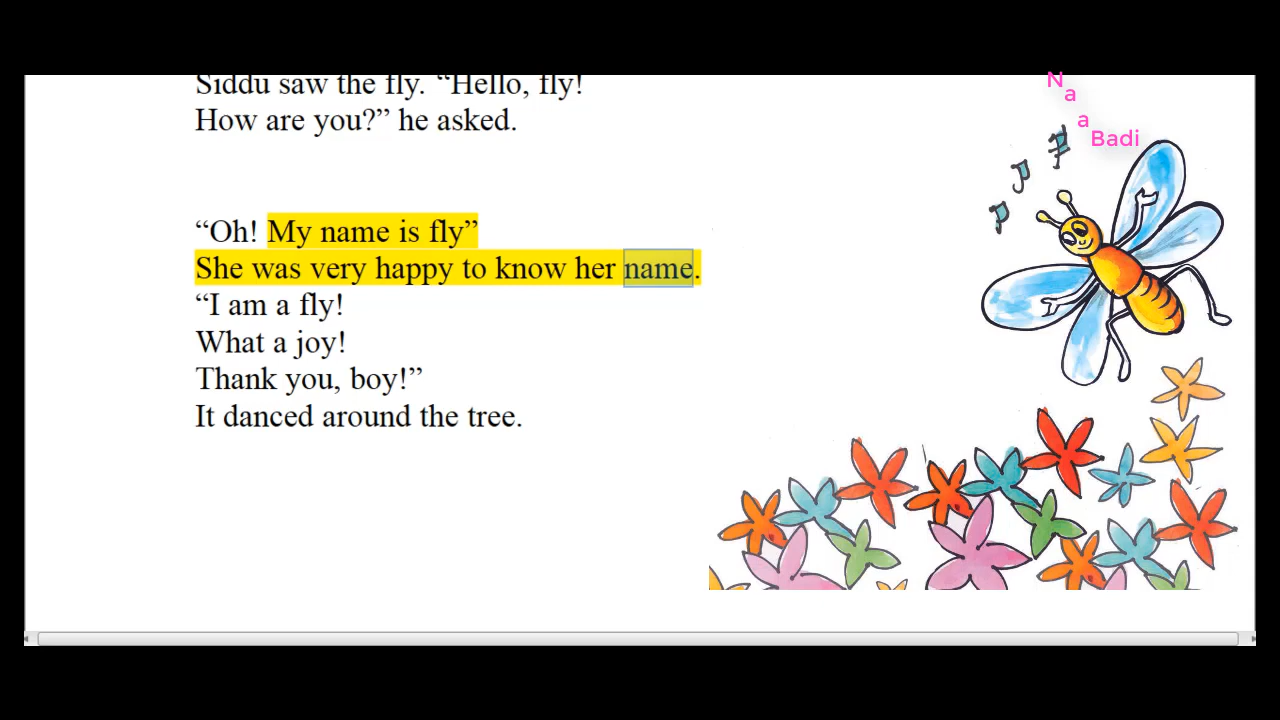 Siddu saw the fly. “Hello, fly!
How are you?” he asked.
“Oh! My name is fly”
She was very happy to know her name.
“I am a fly!
What a joy!
Thank you, boy!”
It danced around the tree.
N
a
a
Badi